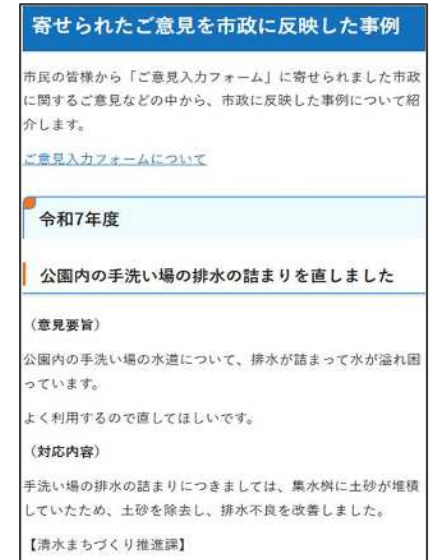 寄せられたご意見を市政に反映した事例
市民の皆様から「ご意見入力フォーム」に寄せられました市政
に関するご意見などの中から、市政に反映した事例について紹
介します。
ご意見入力フォームについて
令和7年度
公園内の手洗い場の排水の詰まりを直しました
（意見要旨）
公園内の手洗い場の水道について、排水が詰まって水が溢れ困
っています。
よく利用するので直してほしいです。
（対応内容）
手洗い場の排水の詰まりにつきましては、集水桝に土砂が堆積
していたため、土砂を除去し、排水不良を改善しました。
【清水まちづくり推進課】